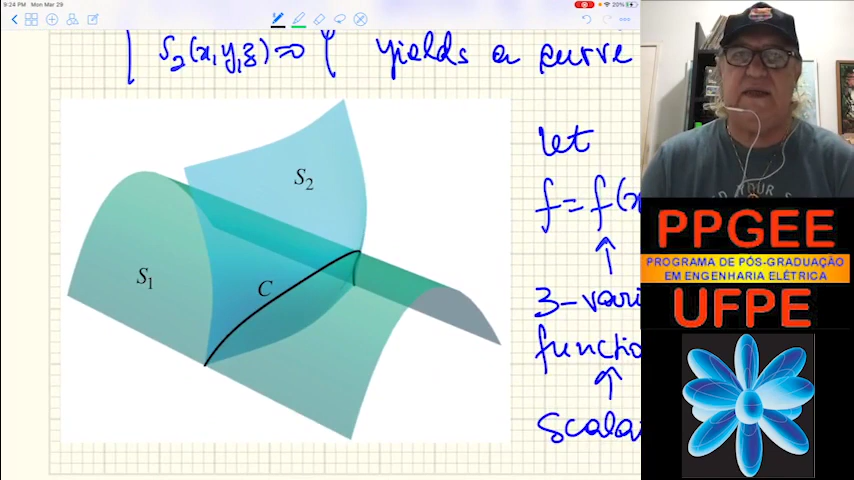 9:24 PM Mon Mar 29
20%
S₂(x,y,z)=0 yields a curve
S₂
S₁
C
let
f=f(x
3-vari
functio
scala
PPGEE
PROGRAMA DE PÓS-GRADUAÇÃO
EM ENGENHARIA ELÉTRICA
UFPE